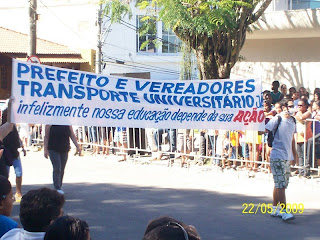 PREFEITO E VEREADORES
TRANSPORTE UNIVERSITÁRIO:
infelizmente nossa educação depende da sua AÇÃO
22/05/2009